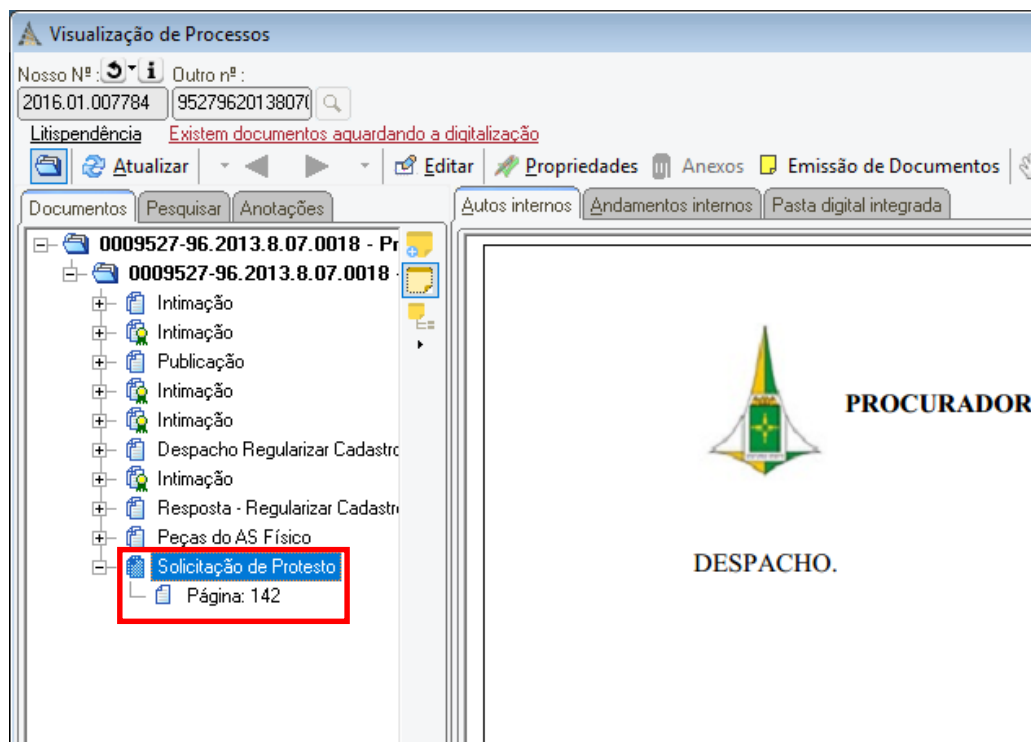 Visualização de Processos
Nosso Nº : Outro nº :
2016.01.007784 95279620138070
Litispendência Existem documentos aguardando a digitalização
Atualizar Editar Propriedades Anexos Emissão de Documentos
Documentos Pesquisar Anotações Autos internos Andamentos internos Pasta digital integrada
0009527-96.2013.8.07.0018 - Pr
0009527-96.2013.8.07.0018 -
Intimação
Intimação
Publicação
Intimação
PROCURADOR
Intimação
Despacho Regularizar Cadastro
Intimação
Resposta - Regularizar Cadastr
Peças do AS Físico
Solicitação de Protesto
DESPACHO.
Página: 142